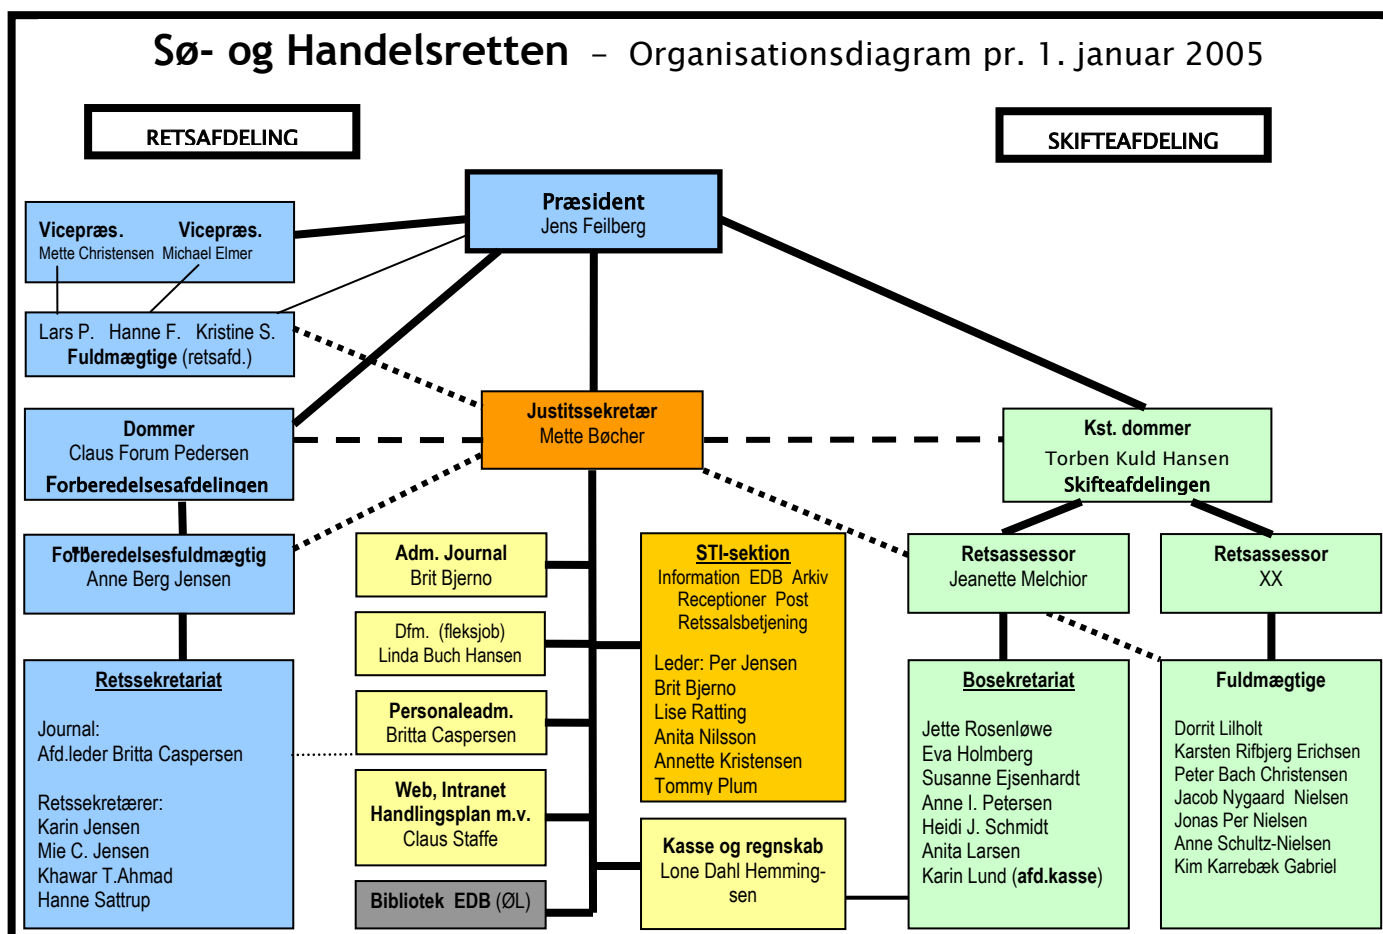 Sø- og Handelsretten – Organisationsdiagram pr. 1. januar 2005
RETSAFDELING
SKIFTEAFDELING
Præsident
Jens Feilberg
Vicepræs. Vicepræs.
Mette Christensen Michael Elmer
Lars P. Hanne F. Kristine S.
Fuldmægtige (retsafd.)
Justitssekretær
Mette Bøcher
Dommer
Claus Forum Pedersen
Forberedelsesafdelingen
Kst. dommer
Torben Kuld Hansen
Skifteafdelingen
Forberedelsesfuldmægtig
Anne Berg Jensen
Adm. Journal
Brit Bjerno
Dfm. (fleksjob)
Linda Buch Hansen
Personaleadm.
Britta Caspersen
Web, Intranet
Handlingsplan m.v.
Claus Staffe
Bibliotek EDB (ØL)
STI-sektion
Information EDB Arkiv
Receptioner Post
Retssalsbetjening
Leder: Per Jensen
Brit Bjerno
Lise Ratting
Anita Nilsson
Annette Kristensen
Tommy Plum
Kasse og regnskab
Lone Dahl Hemming-
sen
Retsassessor
Jeanette Melchior
Retsassessor
XX
Retssekretariat
Journal:
Afd.leder Britta Caspersen
Retssekretærer:
Karin Jensen
Mie C. Jensen
Khawar T.Ahmad
Hanne Sattrup
Bosekretariat
Jette Rosenløwe
Eva Holmberg
Susanne Ejsenhardt
Anne I. Petersen
Heidi J. Schmidt
Anita Larsen
Karin Lund (afd.kasse)
Fuldmægtige
Dorrit Lilholt
Karsten Rifbjerg Erichsen
Peter Bach Christensen
Jacob Nygaard Nielsen
Jonas Per Nielsen
Anne Schultz-Nielsen
Kim Karrebæk Gabriel